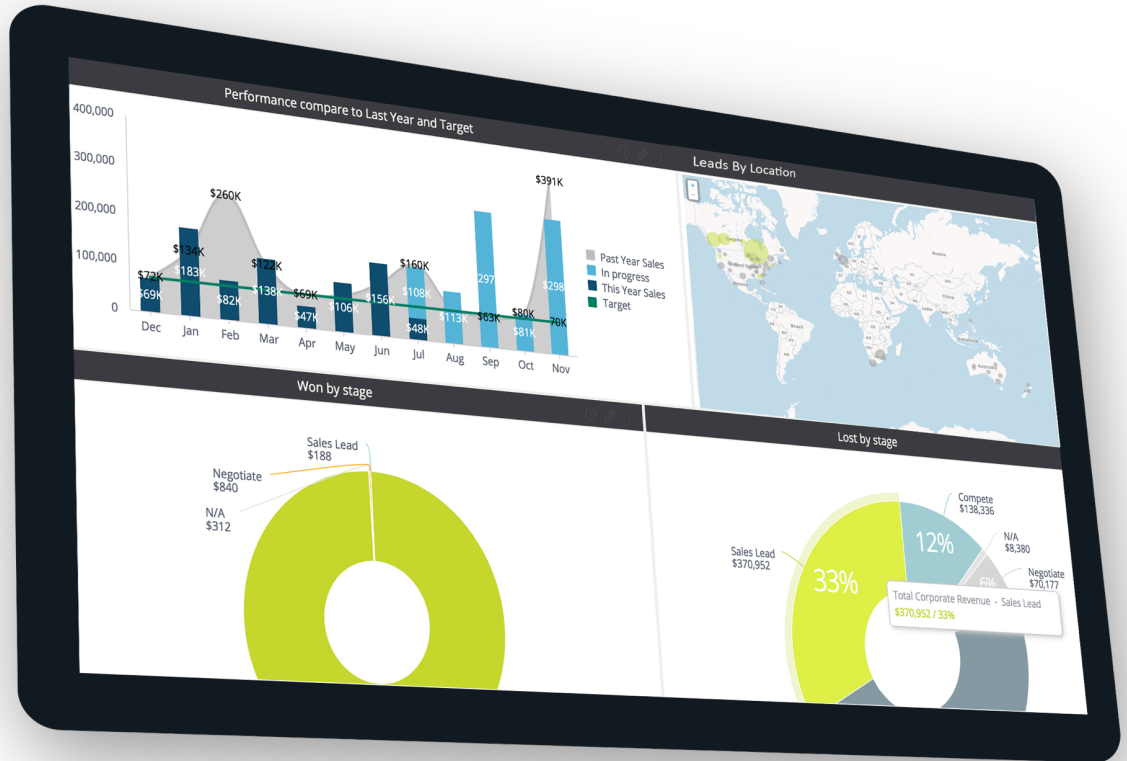 Performance compare to Last Year and Target
400,000
300,000
200,000
100,000
0
$72K
$69K
$134K
$183K
$260K
$82K
$122K
$138K
$69K
$47K
$106K
$156K
$160K
$108K
$48K
$113K
297
$63K
$80K
$81K
$391K
$298
70K
Dec
Jan
Feb
Mar
Apr
May
Jun
Jul
Aug
Sep
Oct
Nov
Past Year Sales
In progress
This Year Sales
Target
Leads By Location
+
-
Russia
China
Brazil
Won by stage
Sales Lead
$188
Negotiate
$840
N/A
$312
Lost by stage
Compete
$138,336
N/A
$8,380
Negotiate
$70,177
Sales Lead
$370,952
33%
12%
6%
Total Corporate Revenue - Sales Lead
$370,952 / 33%